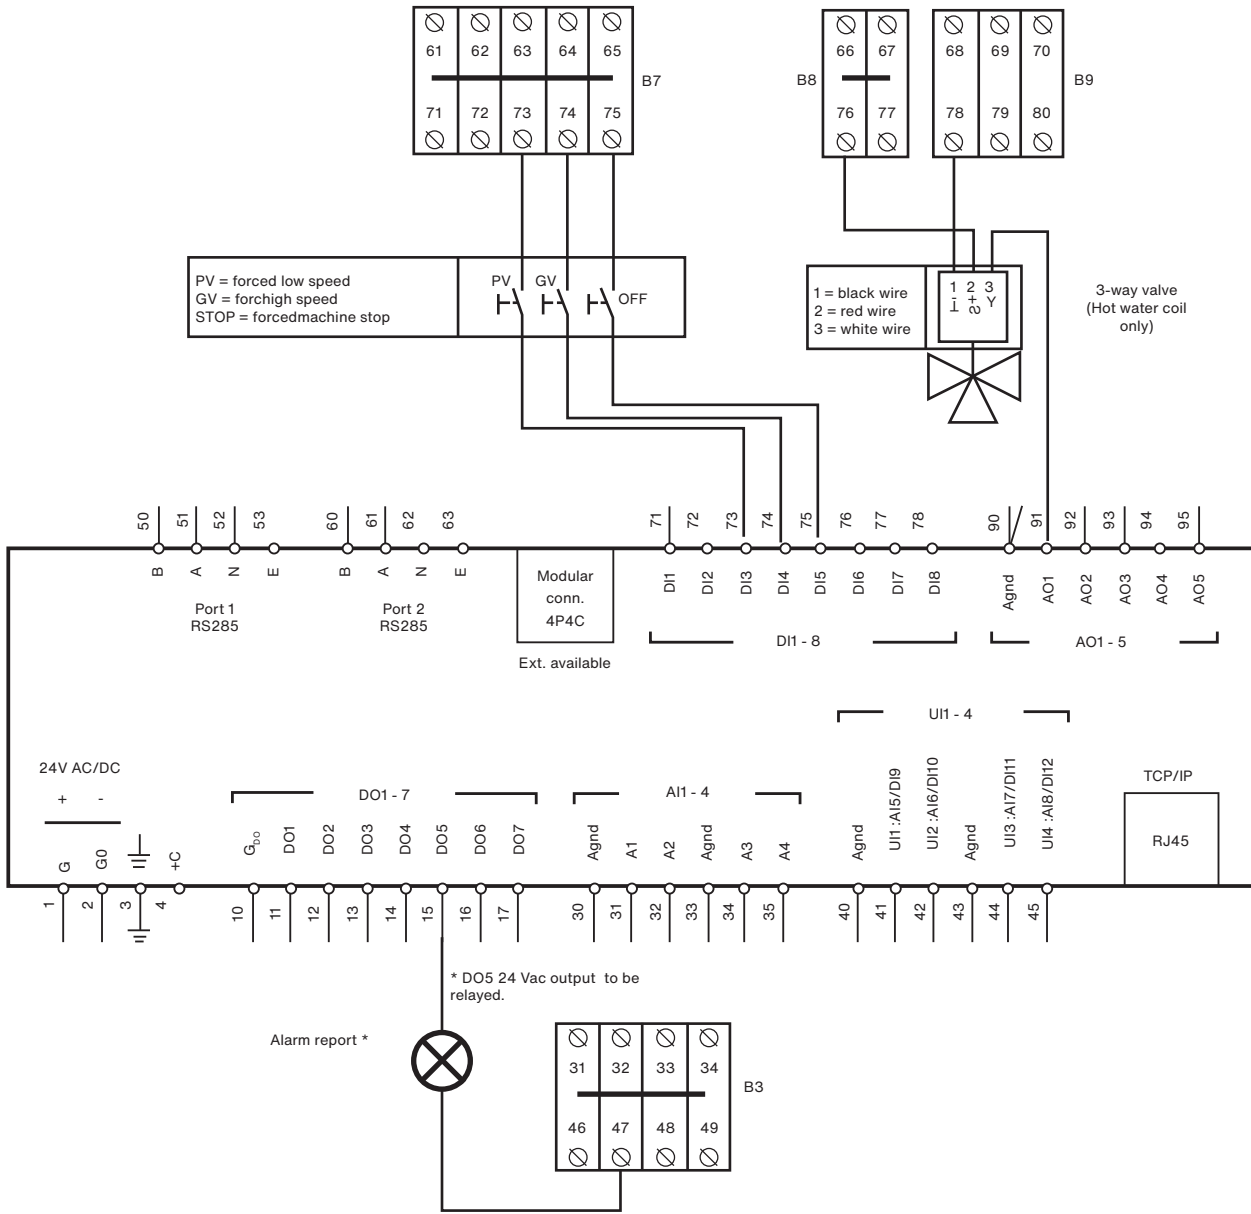 61 62 63 64 65
71 72 73 74 75
B7
66 67
76 77
B8
68 69 70
78 79 80
B9
PV = forced low speed
GV = forchigh speed
STOP = forcedmachine stop
PV GV OFF
1 = black wire
2 = red wire
3 = white wire
1 2 3
⊥ + ~ Y
3-way valve
(Hot water coil
only)
50 51 52 53 60 61 62 63
71 72 73 74 75 76 77 78
90 91 92 93 94 95
B A N E
B A N E
Port 1
RS285
Port 2
RS285
Modular
conn.
4P4C
Ext. available
DI1 DI2 DI3 DI4 DI5 DI6 DI7 DI8
DI1 - 8
Agnd AO1 AO2 AO3 AO4 AO5
AO1 - 5
UI1 - 4
24V AC/DC
+ -
DO1 - 7
AI1 - 4
TCP/IP
RJ45
G G0 +C
GDO DO1 DO2 DO3 DO4 DO5 DO6 DO7
Agnd A1 A2 Agnd A3 A4
Agnd UI1 :AI5/DI9 UI2 :AI6/DI10 Agnd UI3 :AI7/DI11 UI4 :AI8/DI12
1 2 3 4
10 11 12 13 14 15 16 17
30 31 32 33 34 35
40 41 42 43 44 45
* DO5 24 Vac output to be
relayed.
Alarm report *
31 32 33 34
46 47 48 49
B3